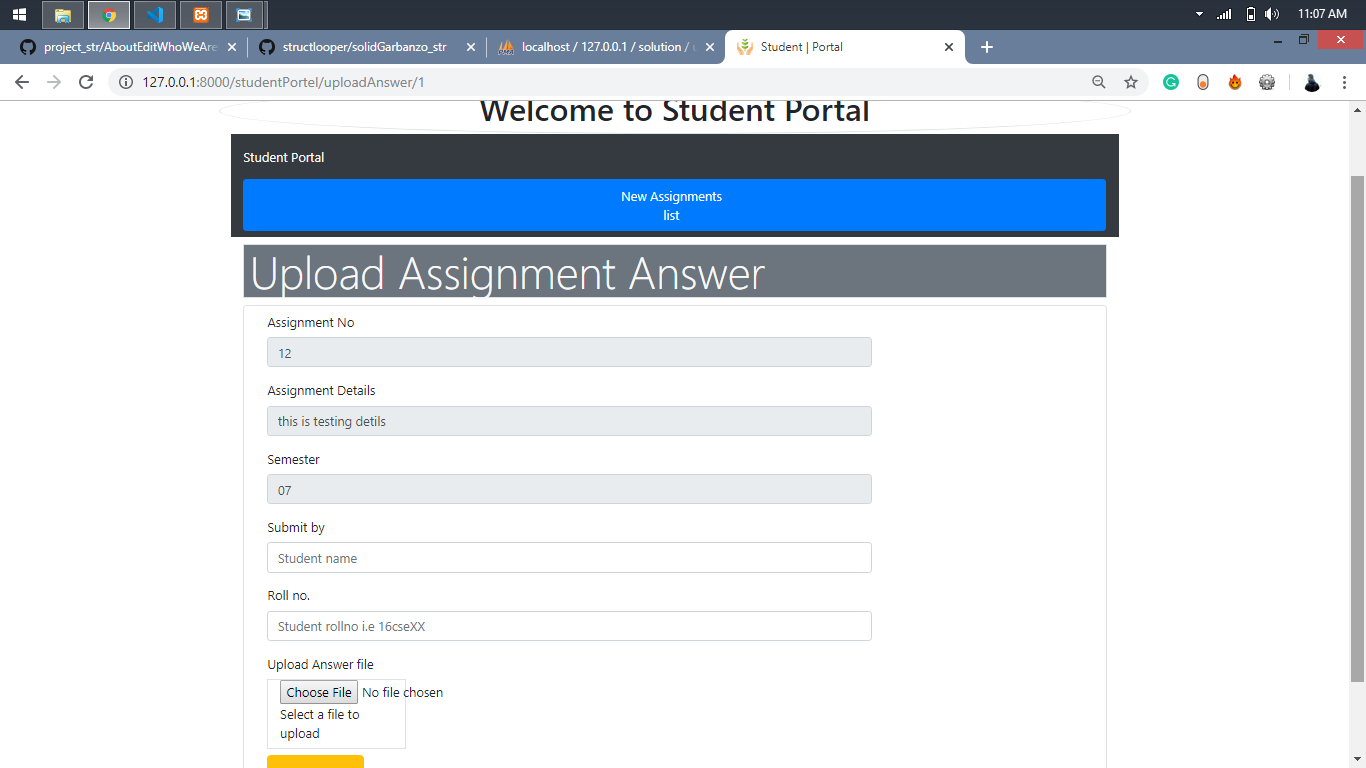 11:07 AM
project_str/AboutEditWhoWeAre
structlooper/solidGarbanzo_str
localhost / 127.0.0.1 / solution / u
Student | Portal
127.0.0.1:8000/studentPortel/uploadAnswer/1
Welcome to Student Portal
Student Portal
New Assignments
list
Upload Assignment Answer
Assignment No
12
Assignment Details
this is testing detils
Semester
07
Submit by
Student name
Roll no.
Student rollno i.e 16cseXX
Upload Answer file
Choose File No file chosen
Select a file to
upload